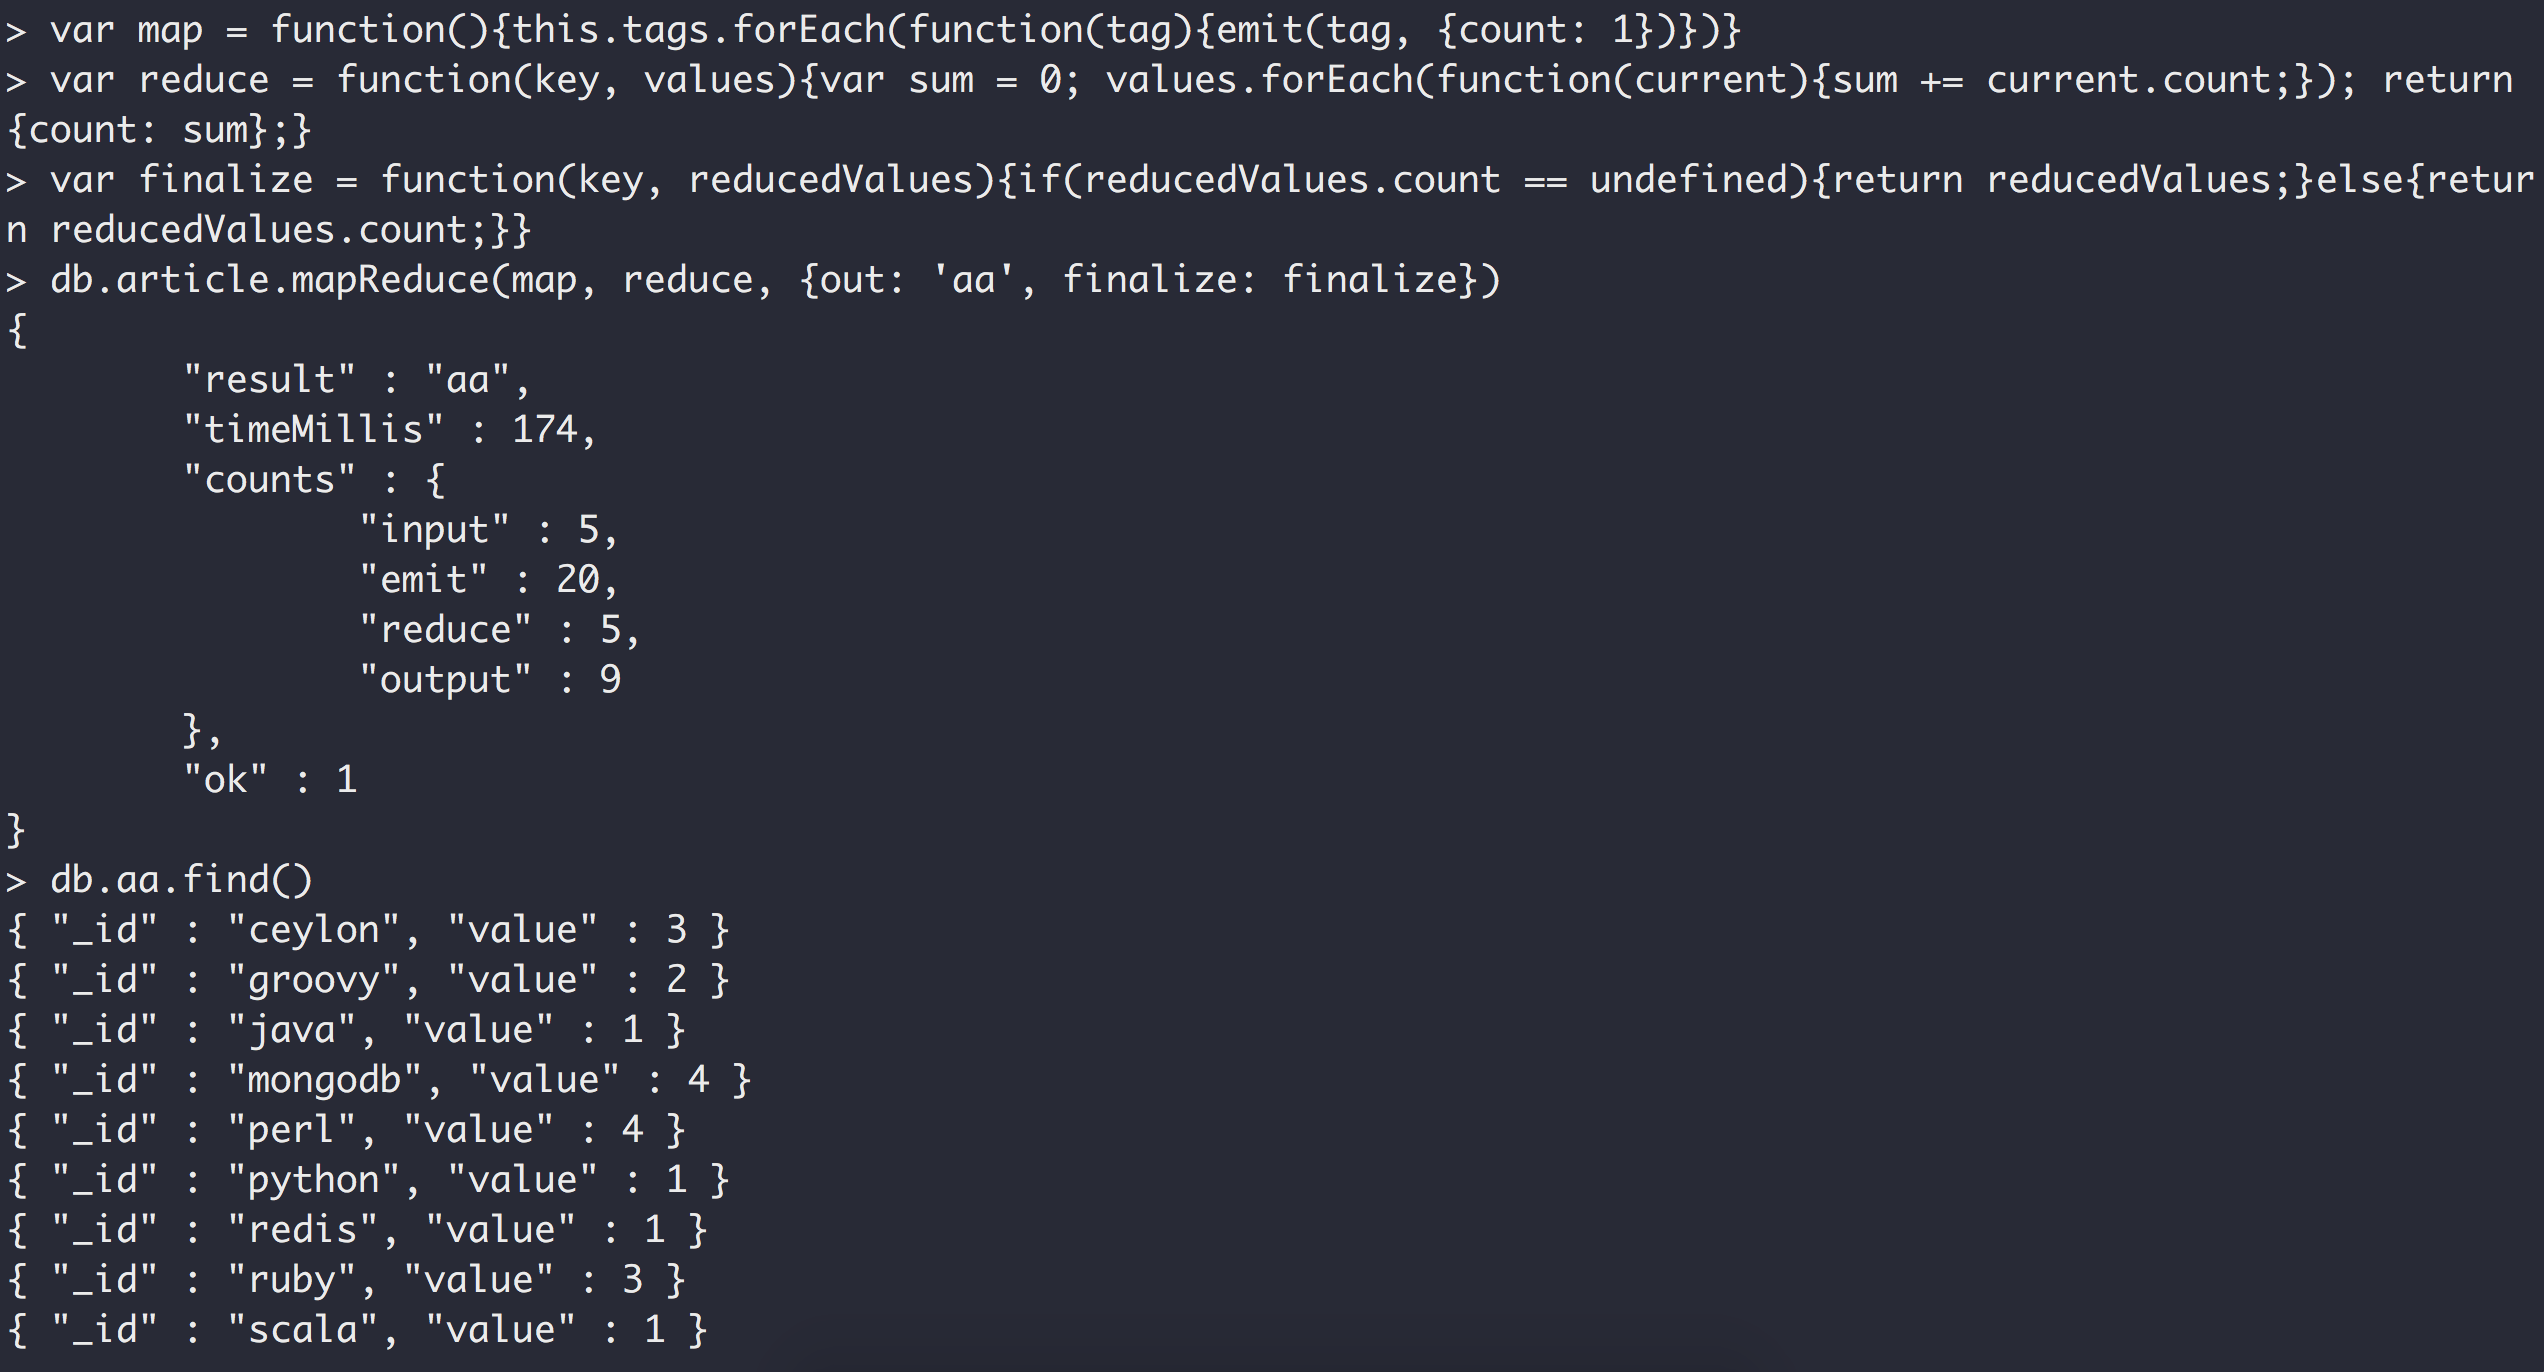 > var map = function(){this.tags.forEach(function(tag){emit(tag, {count: 1})})}
> var reduce = function(key, values){var sum = 0; values.forEach(function(current){sum += current.count;}); return
{count: sum};}
> var finalize = function(key, reducedValues){if(reducedValues.count == undefined){return reducedValues;}else{retur
n reducedValues.count;}}
> db.article.mapReduce(map, reduce, {out: 'aa', finalize: finalize})
{
        "result" : "aa",
        "timeMillis" : 174,
        "counts" : {
                "input" : 5,
                "emit" : 20,
                "reduce" : 5,
                "output" : 9
        },
        "ok" : 1
}
> db.aa.find()
{ "_id" : "ceylon", "value" : 3 }
{ "_id" : "groovy", "value" : 2 }
{ "_id" : "java", "value" : 1 }
{ "_id" : "mongodb", "value" : 4 }
{ "_id" : "perl", "value" : 4 }
{ "_id" : "python", "value" : 1 }
{ "_id" : "redis", "value" : 1 }
{ "_id" : "ruby", "value" : 3 }
{ "_id" : "scala", "value" : 1 }